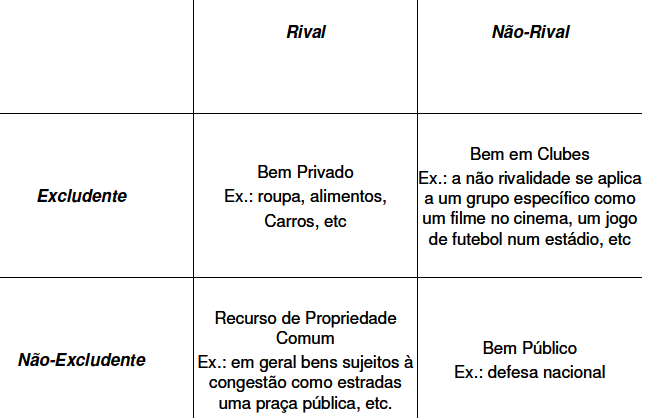 Rival
Não-Rival
Excludente
Bem Privado
Ex.: roupa, alimentos,
Carros, etc
Bem em Clubes
Ex.: a não rivalidade se aplica
a um grupo específico como
um filme no cinema, um jogo
de futebol num estádio, etc
Não-Excludente
Recurso de Propriedade
Comum
Ex.: em geral bens sujeitos à
congestão como estradas
uma praça pública, etc.
Bem Público
Ex.: defesa nacional